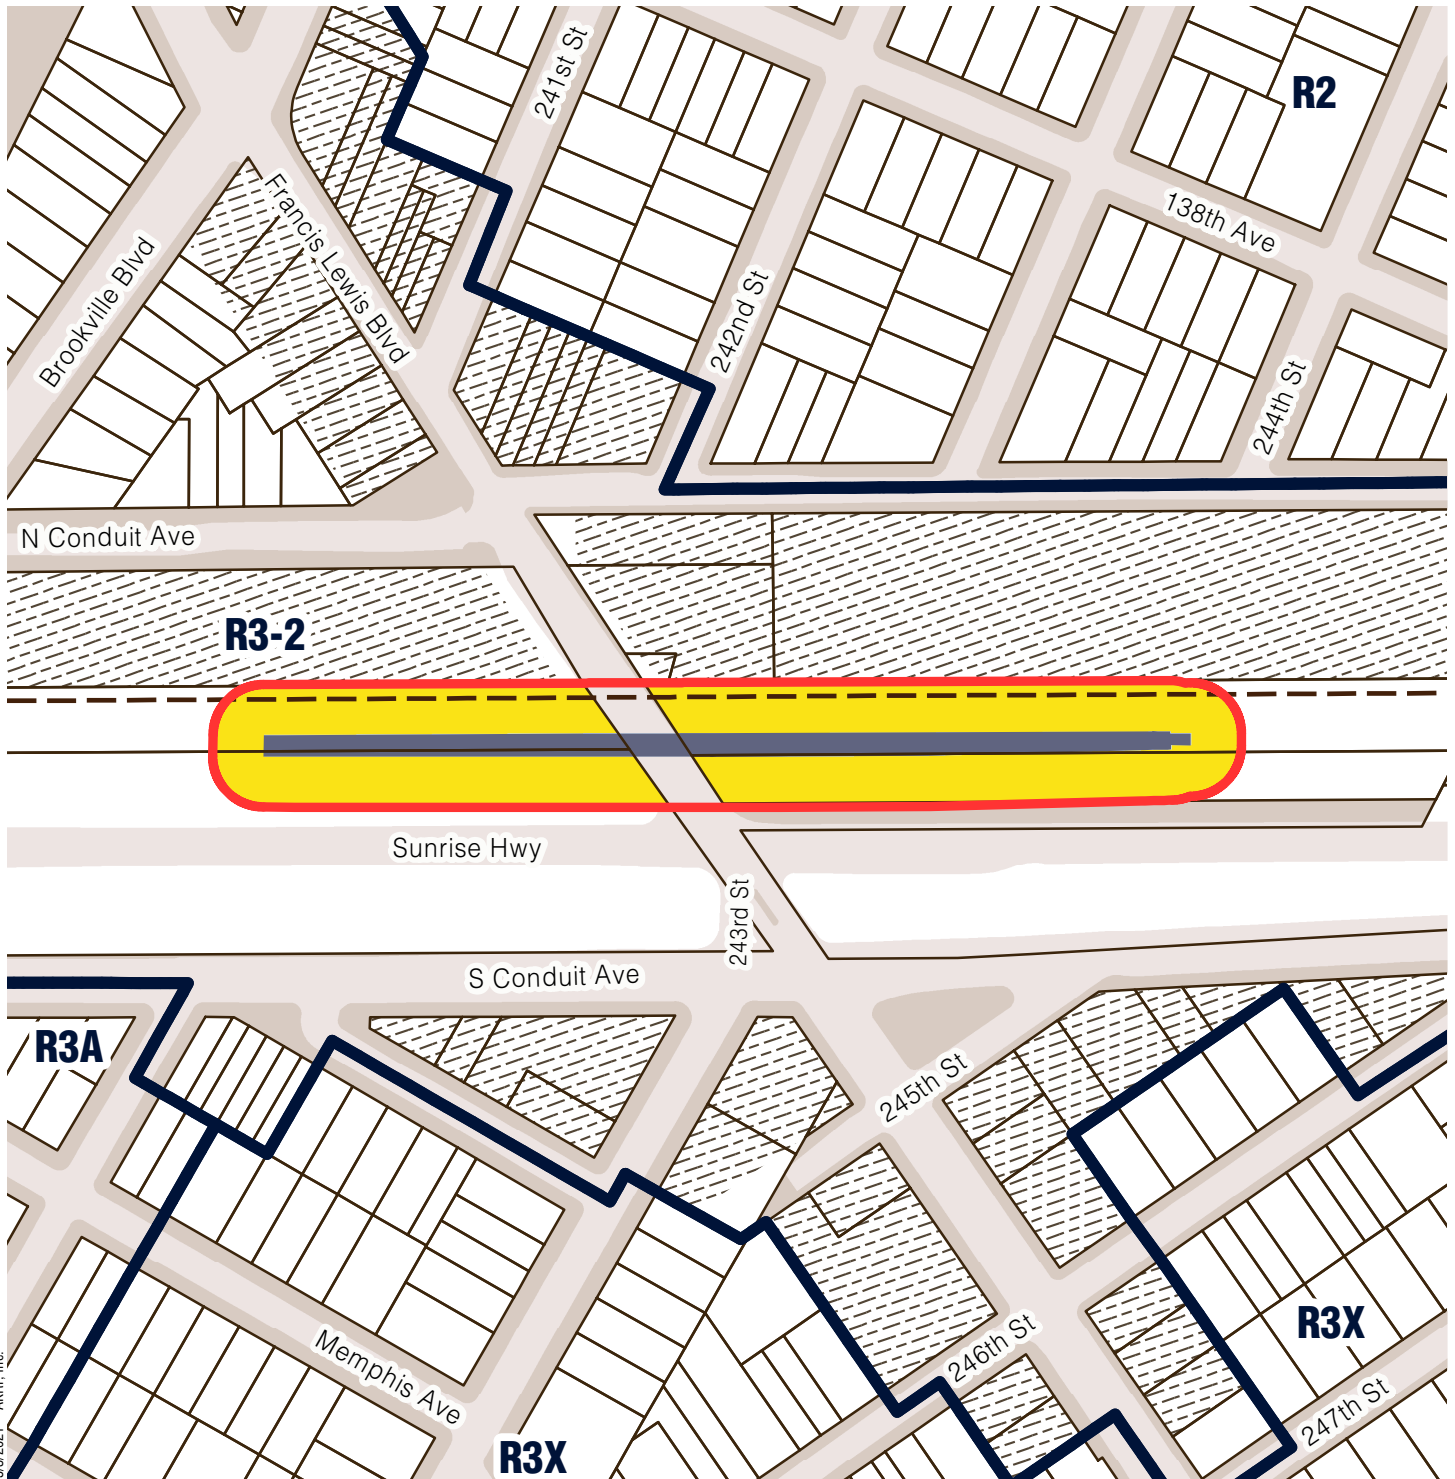 241st St
R2
Francis Lewis Blvd
138th Ave
Brookville Blvd
242nd St
244th St
N Conduit Ave
R3-2
Sunrise Hwy
243rd St
S Conduit Ave
R3A
245th St
R3X
246th St
Memphis Ave
247th St
R3X